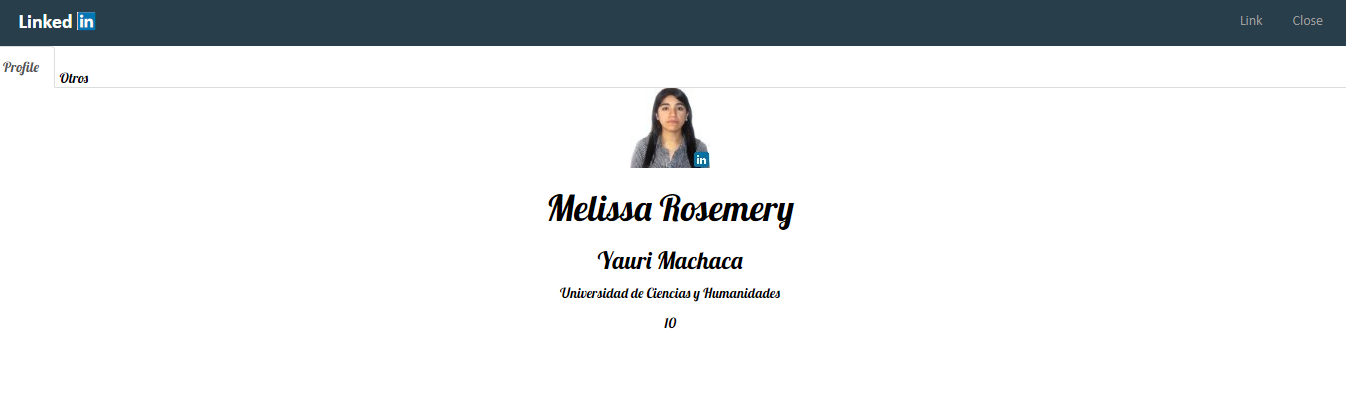 Linked in
Link
Close
Profile
Otros
in
Melissa Rosemery
Yauri Machaca
Universidad de Ciencias y Humanidades
10